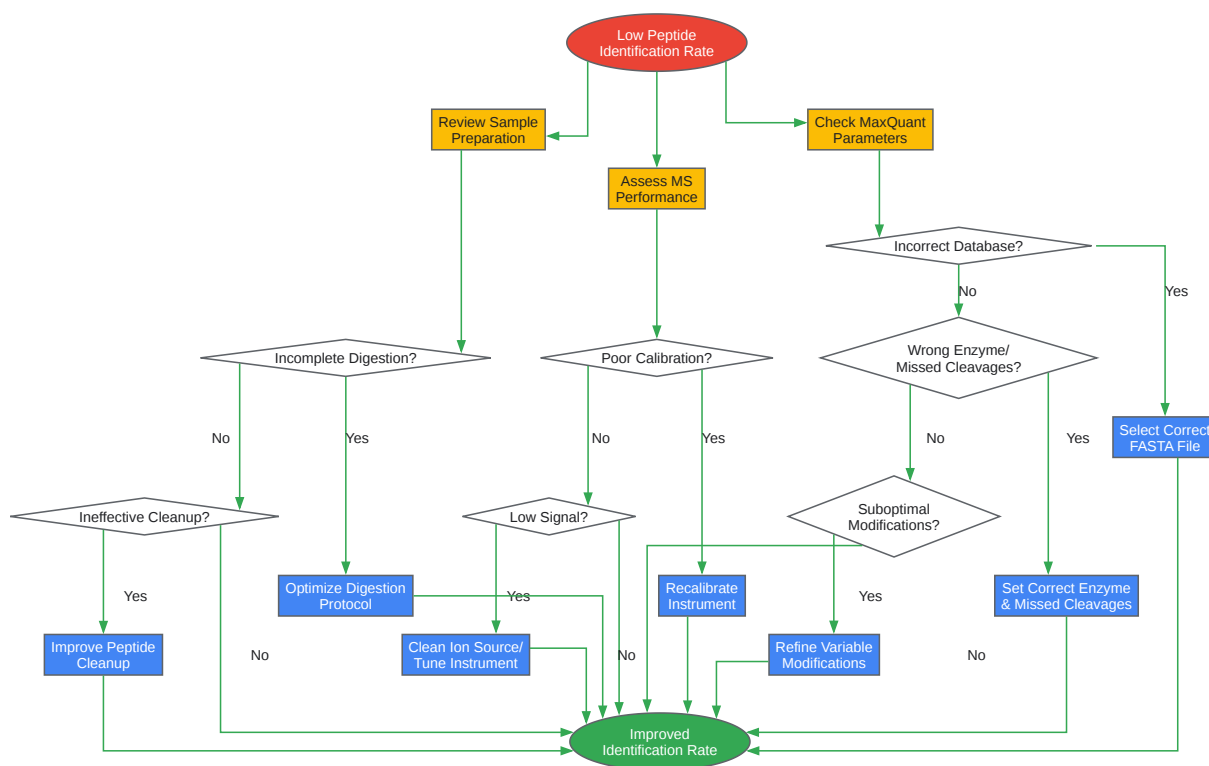 Low Peptide
Identification Rate
Review Sample
Preparation
Check MaxQuant
Parameters
Assess MS
Performance
Incorrect Database?
No
Yes
Incomplete Digestion?
Poor Calibration?
Wrong Enzyme/
Missed Cleavages?
No
Yes
No
Yes
No
Yes
Select Correct
FASTA File
Ineffective Cleanup?
Low Signal?
Suboptimal
Modifications?
Yes
Optimize Digestion
Protocol
Yes
Recalibrate
Instrument
Yes
Set Correct Enzyme
& Missed Cleavages
Improve Peptide
Cleanup
No
Clean Ion Source/
Tune Instrument
No
Refine Variable
Modifications
No
Improved
Identification Rate